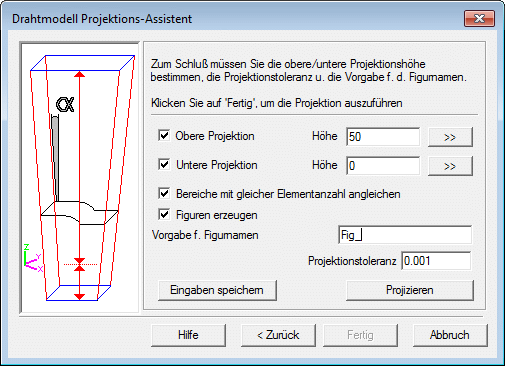 Drahtmodell Projektions-Assistent
Zum Schluß müssen Sie die obere/untere Projektionshöhe
bestimmen, die Projektionstoleranz u. die Vorgabe f. d. Figurnamen.
Klicken Sie auf 'Fertig', um die Projektion auszuführen
α
Obere Projektion Höhe 50 >>
Untere Projektion Höhe 0 >>
Bereiche mit gleicher Elementanzahl angleichen
Figuren erzeugen
Vorgabe f. Figurnamen Fig_
Projektionstoleranz 0.001
Z
Y
X
Eingaben speichern Projizieren
Hilfe < Zurück Fertig Abbruch